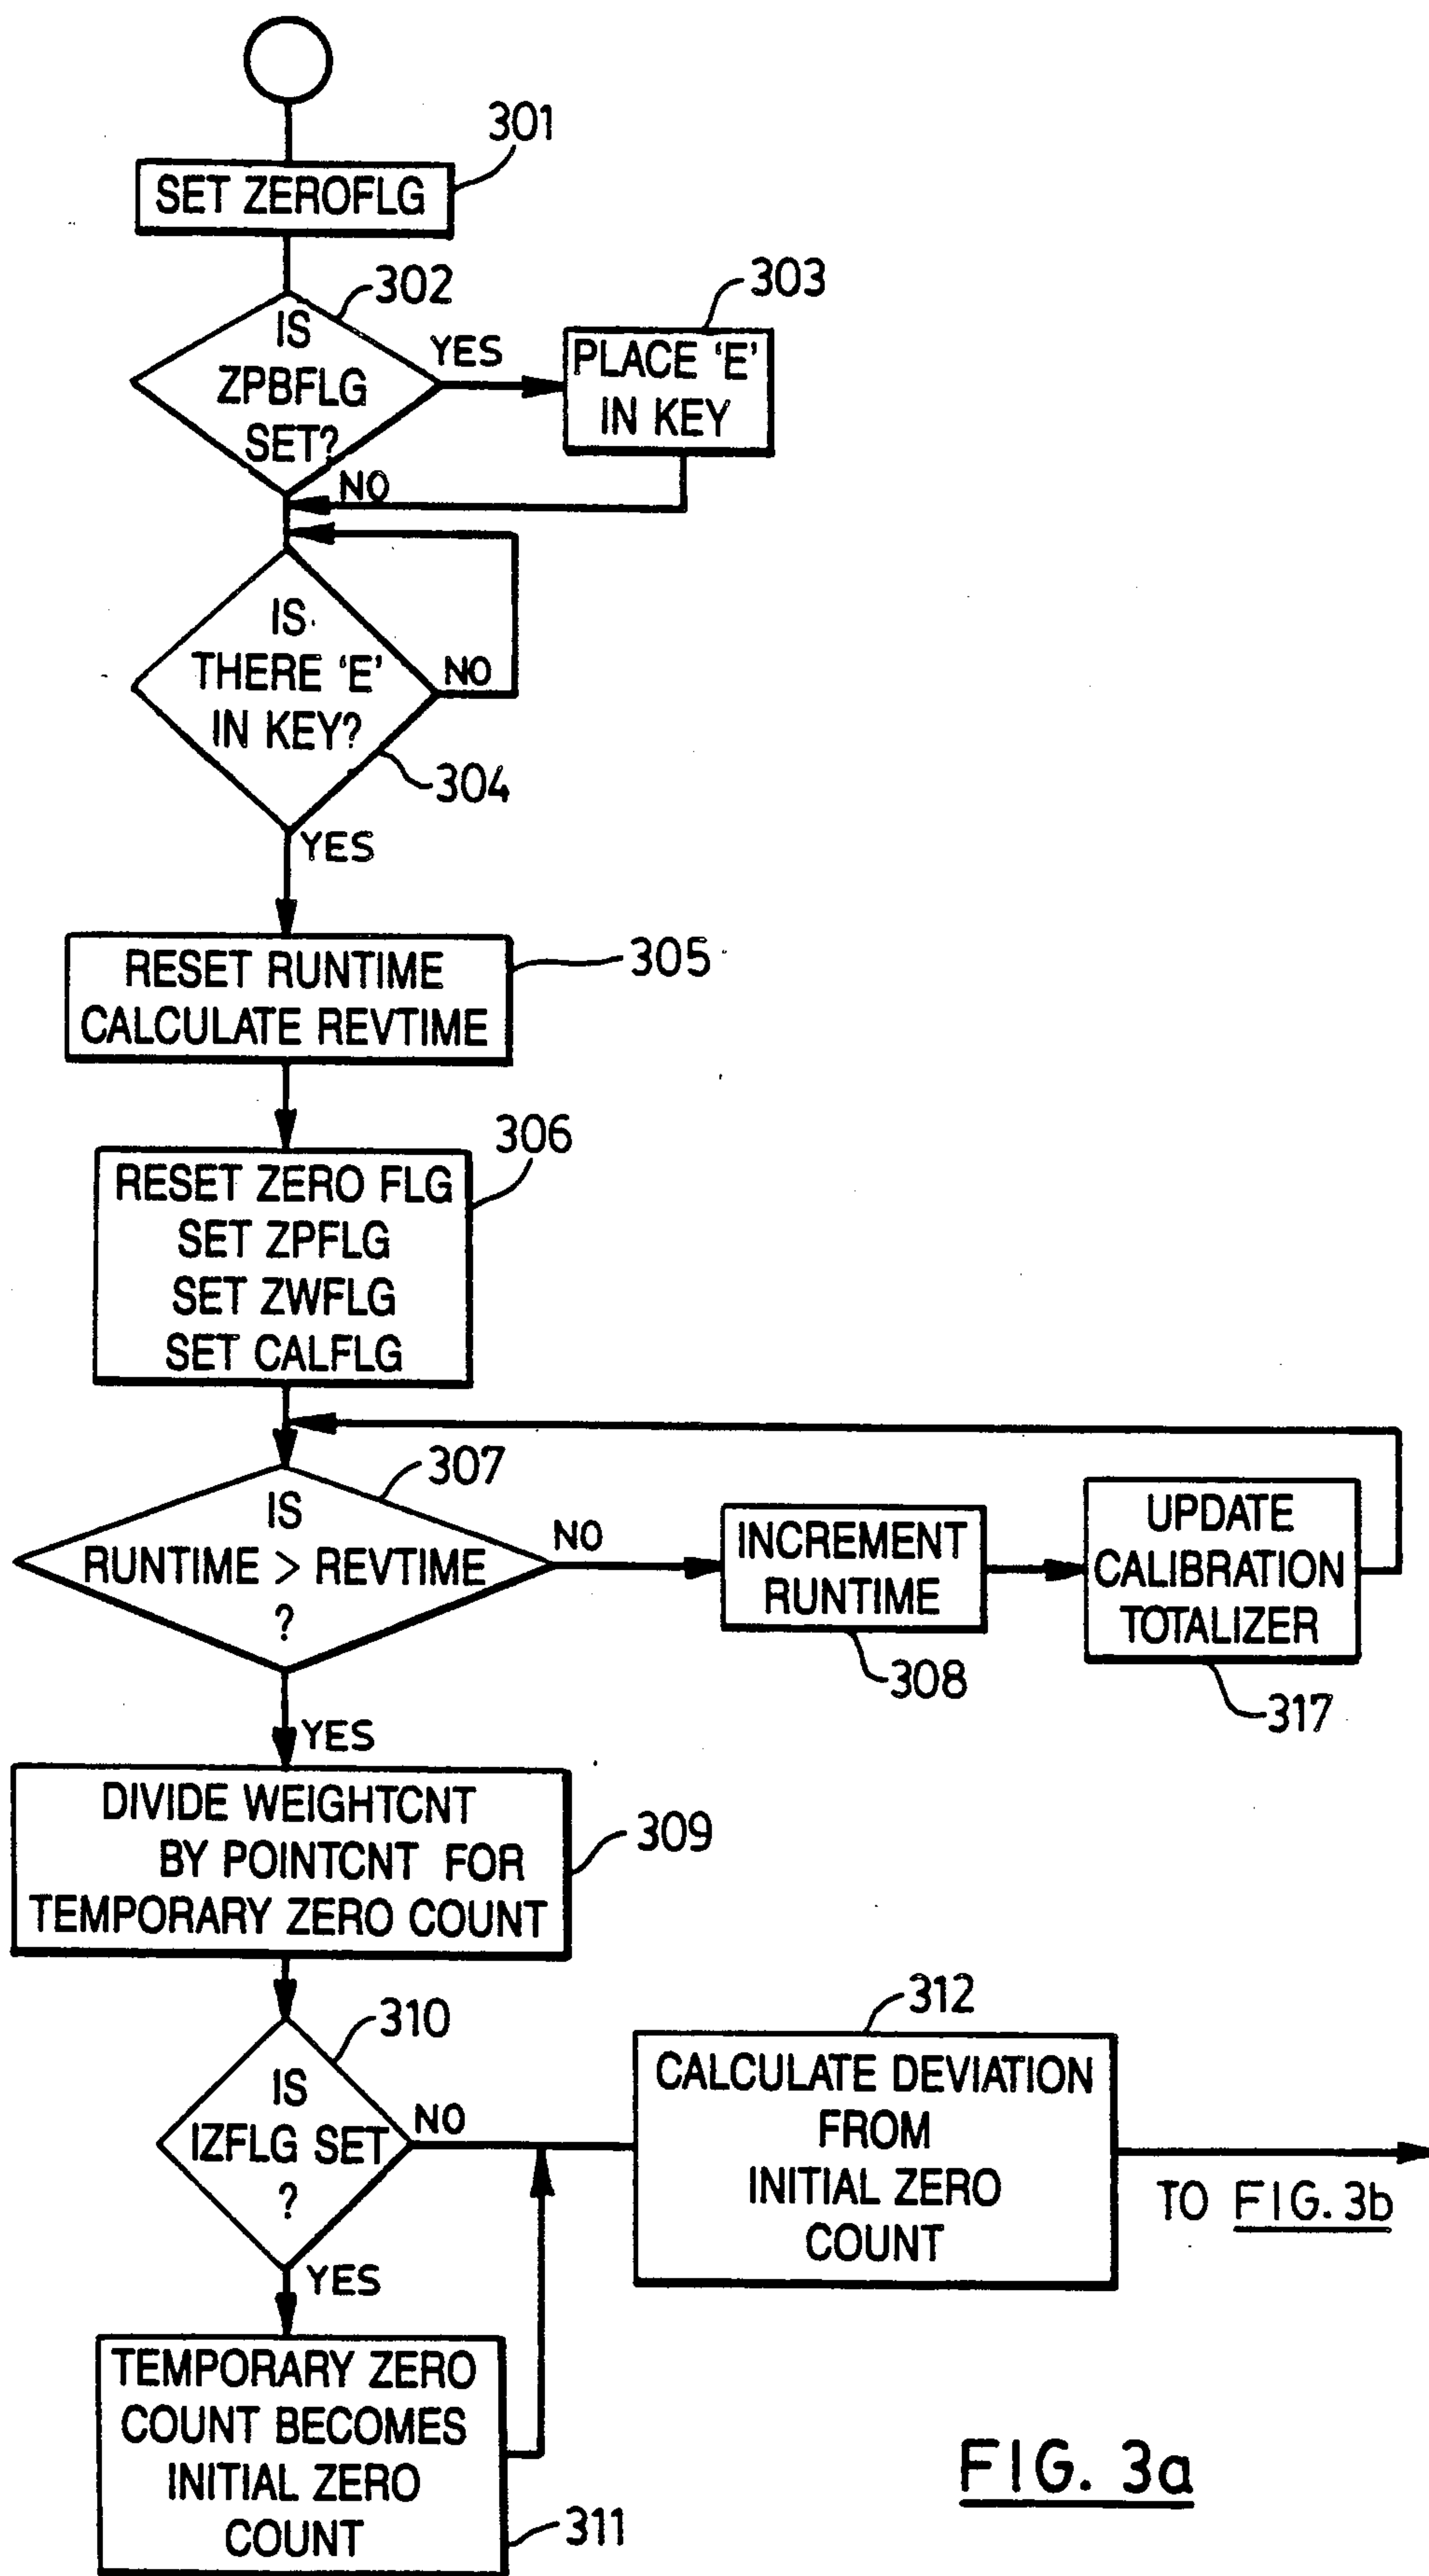 301
SET ZEROFLG
302
IS
ZPBFLG
SET?
YES
303
PLACE 'E'
IN KEY
NO
IS
THERE 'E'
IN KEY?
NO
304
YES
RESET RUNTIME
CALCULATE REVTIME
305
306
RESET ZERO FLG
SET ZPFLG
SET ZWFLG
SET CALFLG
307
IS
RUNTIME > REVTIME
?
NO
INCREMENT
RUNTIME
308
UPDATE
CALIBRATION
TOTALIZER
317
YES
DIVIDE WEIGHTCNT
BY POINTCNT FOR
TEMPORARY ZERO COUNT
309
310
IS
IZFLG SET
?
NO
312
CALCULATE DEVIATION
FROM
INITIAL ZERO
COUNT
TO FIG. 3b
YES
TEMPORARY ZERO
COUNT BECOMES
INITIAL ZERO
COUNT
311
FIG. 3a